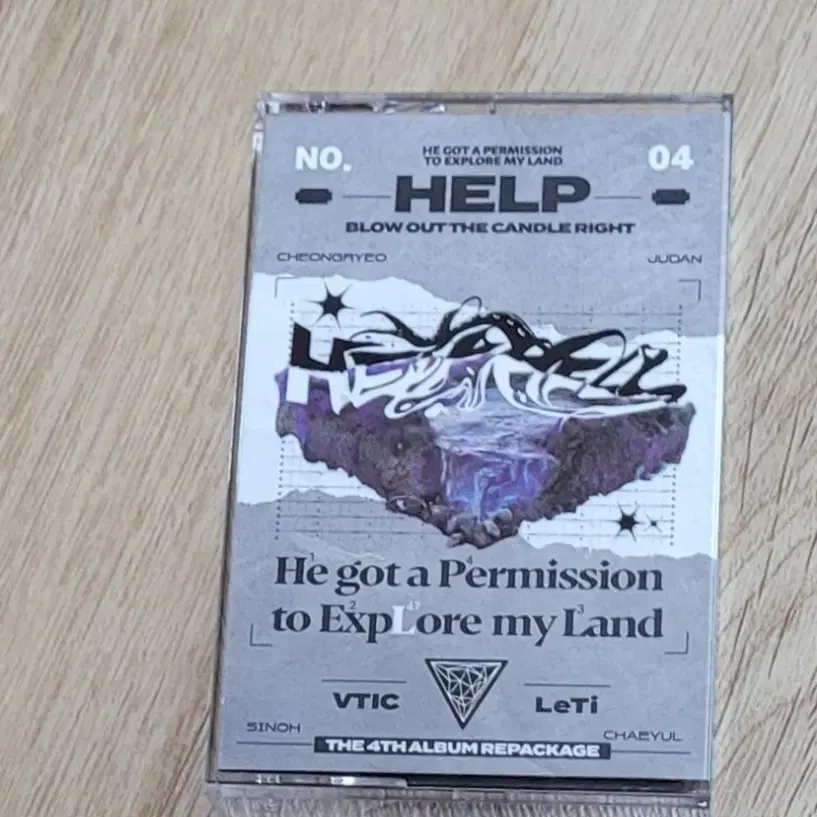 NO.
HE GOT A PERMISSION
TO EXPLORE MY LAND
04
HELP
BLOW OUT THE CANDLE RIGHT
CHEONGRYEO
JUDAN
He got a Permission
to ExpLore my Land
VTIC
LeTi
SINOH
CHAEYUL
THE 4TH ALBUM REPACKAGE